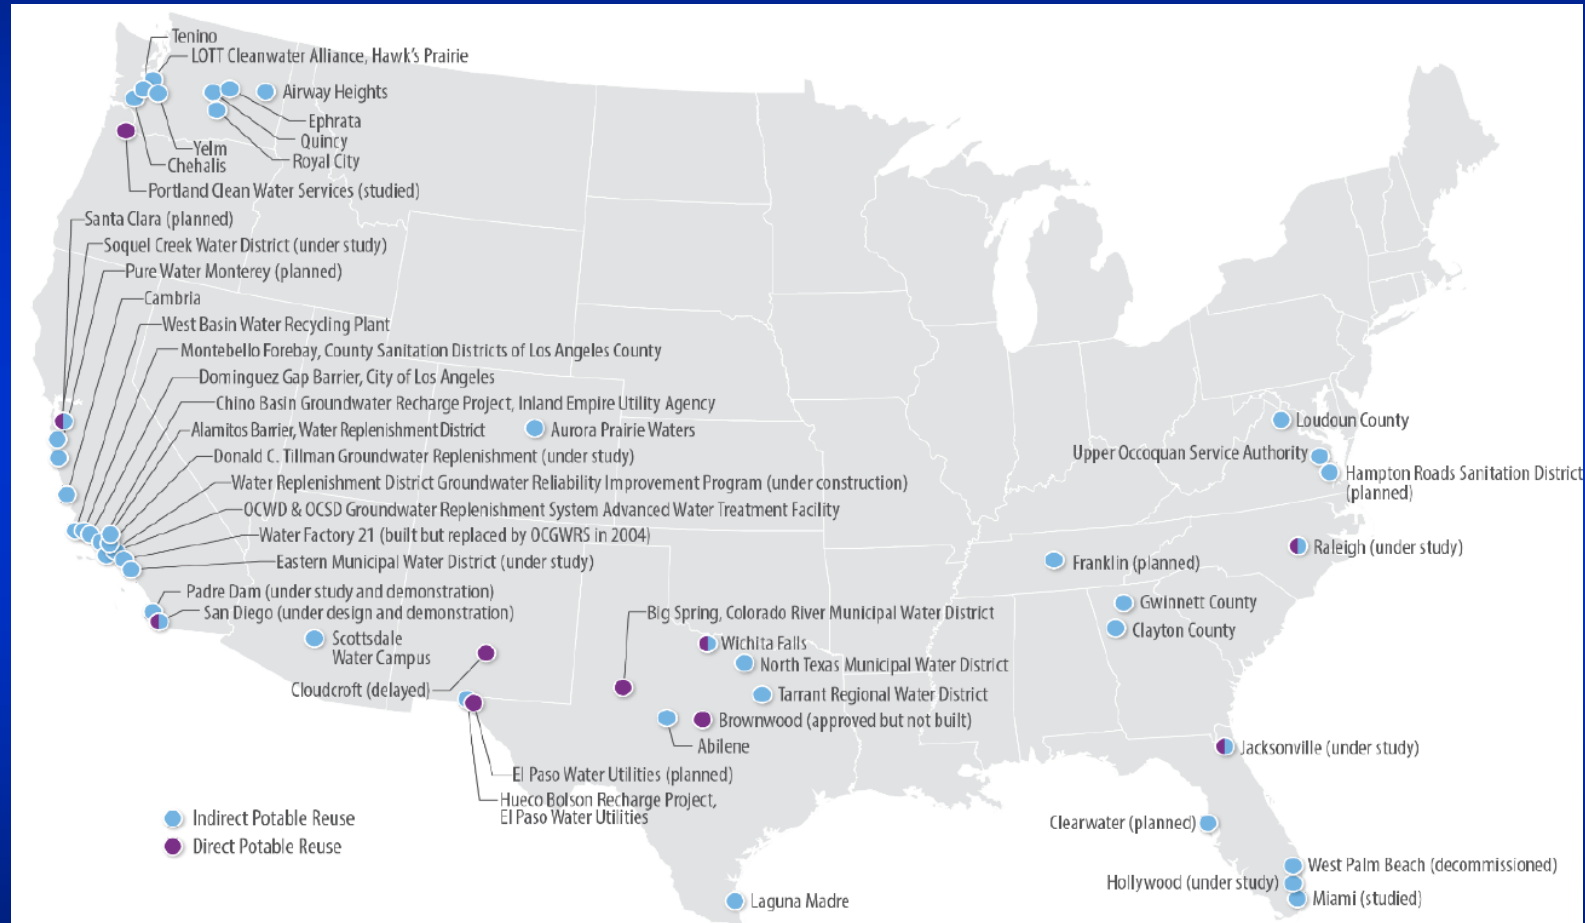 Tenino
LOTT Cleanwater Alliance, Hawk's Prairie
Airway Heights
Ephrata
Quincy
Royal City
Yelm
Chehalis
Portland Clean Water Services (studied)
Santa Clara (planned)
Soquel Creek Water District (under study)
Pure Water Monterey (planned)
Cambria
West Basin Water Recycling Plant
Montebello Forebay, County Sanitation Districts of Los Angeles County
Dominguez Gap Barrier, City of Los Angeles
Chino Basin Groundwater Recharge Project, Inland Empire Utility Agency
Alamitos Barrier, Water Replenishment District
Aurora Prairie Waters
Donald C. Tillman Groundwater Replenishment (under study)
Water Replenishment District Groundwater Reliability Improvement Program (under construction)
OCWD & OCSD Groundwater Replenishment System Advanced Water Treatment Facility
Water Factory 21 (built but replaced by OCGWRS in 2004)
Eastern Municipal Water District (under study)
Padre Dam (under study and demonstration)
San Diego (under design and demonstration)
Scottsdale
Water Campus
Cloudcroft (delayed)
Big Spring, Colorado River Municipal Water District
Wichita Falls
North Texas Municipal Water District
Tarrant Regional Water District
Brownwood (approved but not built)
Abilene
El Paso Water Utilities (planned)
Hueco Bolson Recharge Project,
El Paso Water Utilities
Laguna Madre
Loudoun County
Upper Occoquan Service Authority
Hampton Roads Sanitation District
(planned)
Raleigh (under study)
Franklin (planned)
Gwinnett County
Clayton County
Jacksonville (under study)
Clearwater (planned)
West Palm Beach (decommissioned)
Hollywood (under study)
Miami (studied)
Indirect Potable Reuse
Direct Potable Reuse